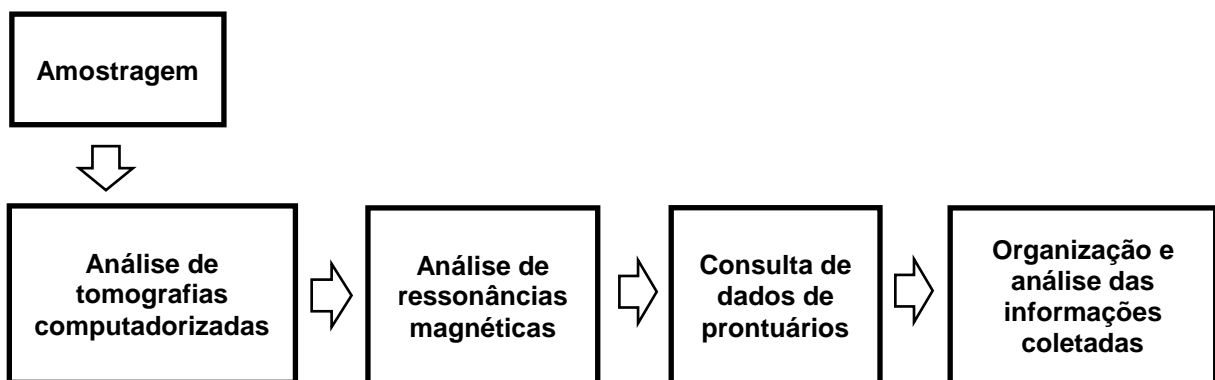 Amostragem
Análise de
tomografias
computadorizadas
Análise de
ressonâncias
magnéticas
Consulta de
dados de
prontuários
Organização e
análise das
informações
coletadas